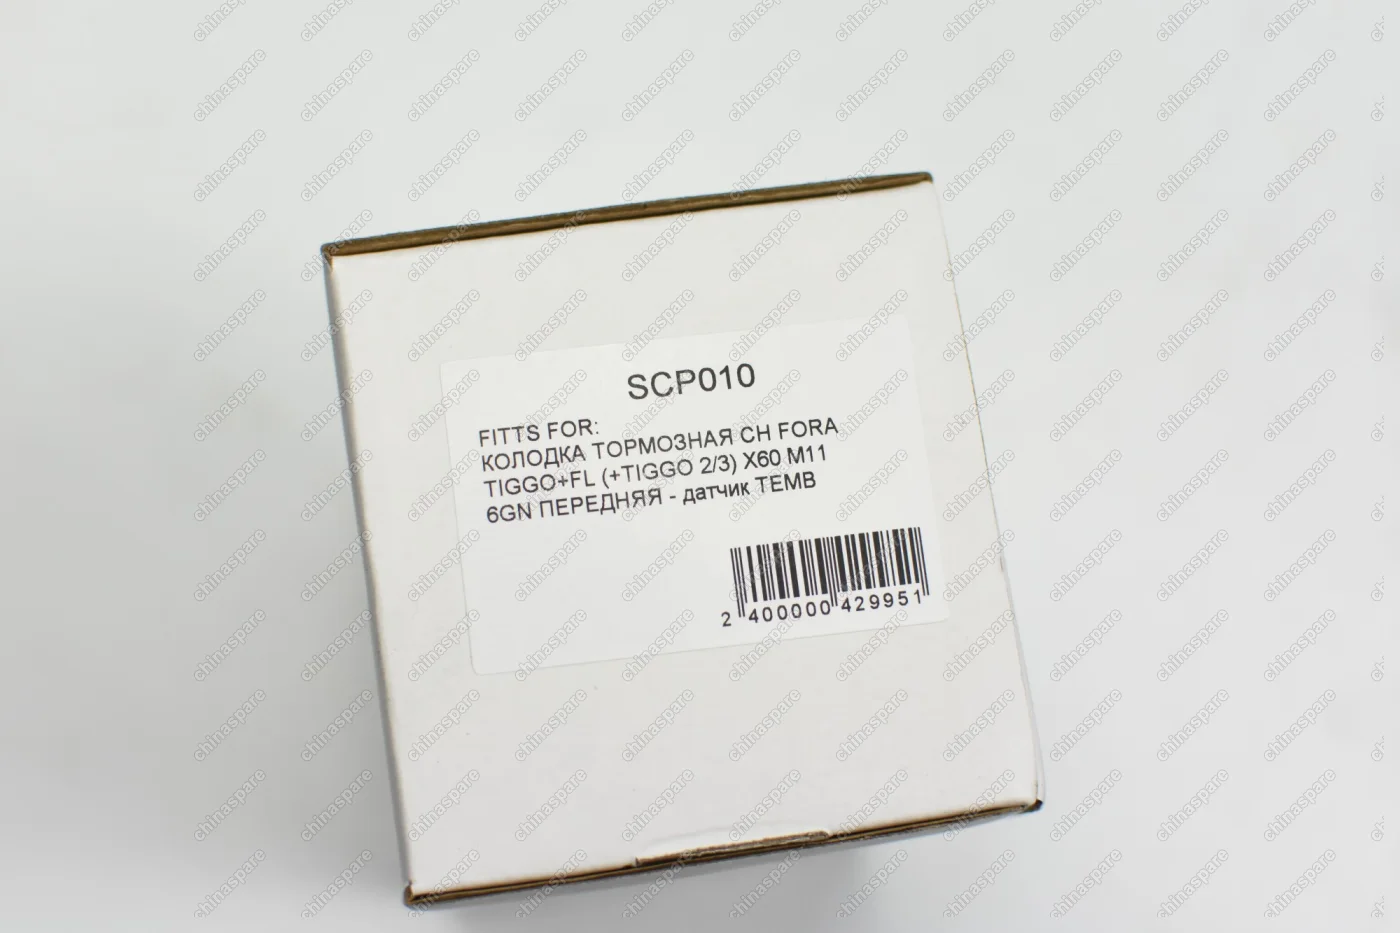 SCP010
FITTS FOR:
КОЛОДКА ТОРМОЗНАЯ CH FORA
TIGGO+FL (+TIGGO 2/3) X60 M11
6GN ПЕРЕДНЯЯ - датчик TEMB
2 400000 429951
chinaspare